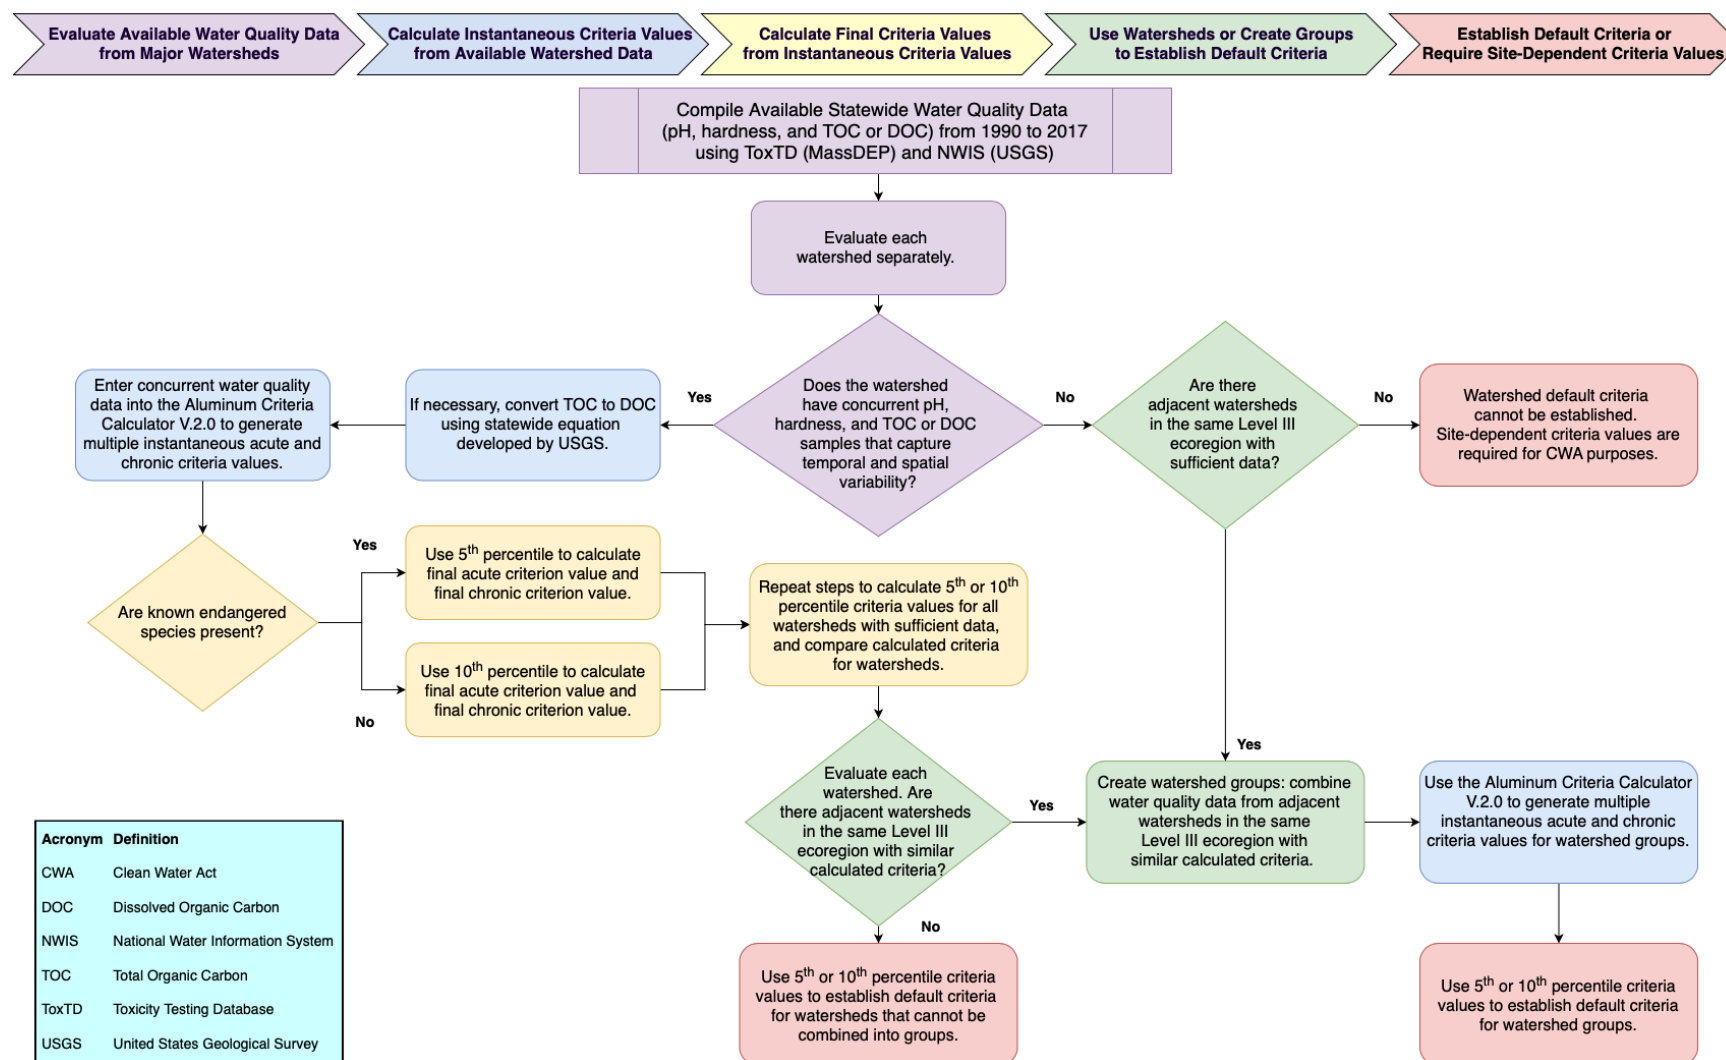 Evaluate Available Water Quality Data
from Major Watersheds
Calculate Instantaneous Criteria Values
from Available Watershed Data
Calculate Final Criteria Values
from Instantaneous Criteria Values
Use Watersheds or Create Groups
to Establish Default Criteria
Establish Default Criteria or
Require Site-Dependent Criteria Values
Compile Available Statewide Water Quality Data
(pH, hardness, and TOC or DOC) from 1990 to 2017
using ToxTD (MassDEP) and NWIS (USGS)
Evaluate each
watershed separately.
Does the watershed
have concurrent pH,
hardness, and TOC or DOC
samples that capture
temporal and spatial
variability?
Yes
No
If necessary, convert TOC to DOC
using statewide equation
developed by USGS.
Enter concurrent water quality
data into the Aluminum Criteria
Calculator V.2.0 to generate
multiple instantaneous acute and
chronic criteria values.
Are there
adjacent watersheds
in the same Level III
ecoregion with
sufficient data?
No
Watershed default criteria
cannot be established.
Site-dependent criteria values are
required for CWA purposes.
Are known endangered
species present?
Yes
No
Use 5th percentile to calculate
final acute criterion value and
final chronic criterion value.
Use 10th percentile to calculate
final acute criterion value and
final chronic criterion value.
Repeat steps to calculate 5th or 10th
percentile criteria values for all
watersheds with sufficient data,
and compare calculated criteria
for watersheds.
Evaluate each
watershed. Are
there adjacent watersheds
in the same Level III
ecoregion with similar
calculated criteria?
Yes
Yes
No
Create watershed groups: combine
water quality data from adjacent
watersheds in the same
Level III ecoregion with
similar calculated criteria.
Use the Aluminum Criteria Calculator
V.2.0 to generate multiple
instantaneous acute and chronic
criteria values for watershed groups.
Use 5th or 10th percentile criteria
values to establish default criteria
for watersheds that cannot be
combined into groups.
Use 5th or 10th percentile criteria
values to establish default criteria
for watershed groups.
Acronym Definition
CWA Clean Water Act
DOC Dissolved Organic Carbon
NWIS National Water Information System
TOC Total Organic Carbon
ToxTD Toxicity Testing Database
USGS United States Geological Survey